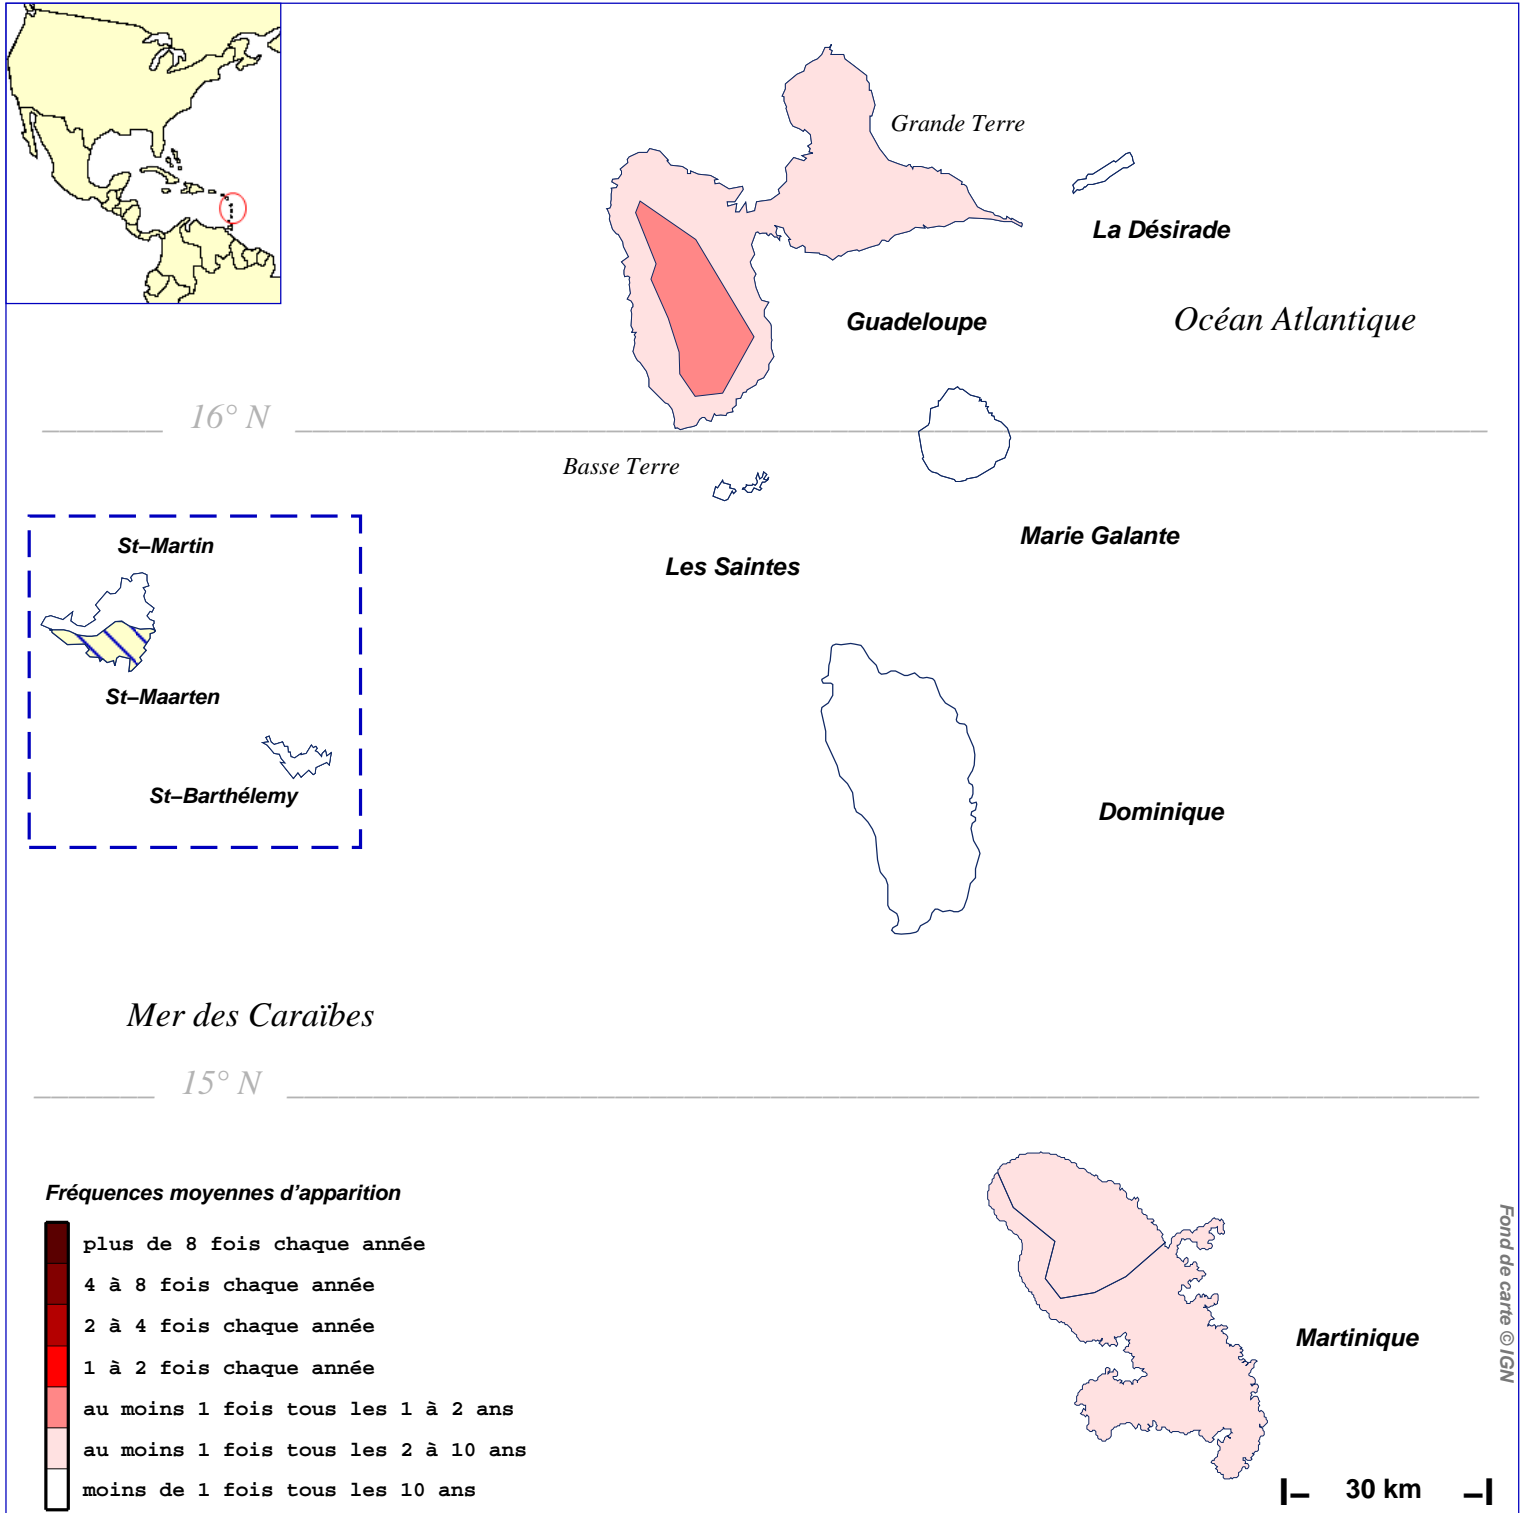 Grande Terre
La Désirade
Guadeloupe
Océan Atlantique
16° N
Basse Terre
Marie Galante
Les Saintes
St–Martin
St–Maarten
St–Barthélemy
Dominique
Mer des Caraïbes
15° N
Fréquences moyennes d'apparition
plus de 8 fois chaque année
4 à 8 fois chaque année
2 à 4 fois chaque année
1 à 2 fois chaque année
au moins 1 fois tous les 1 à 2 ans
au moins 1 fois tous les 2 à 10 ans
moins de 1 fois tous les 10 ans
Martinique
30 km
Fond de carte © IGN